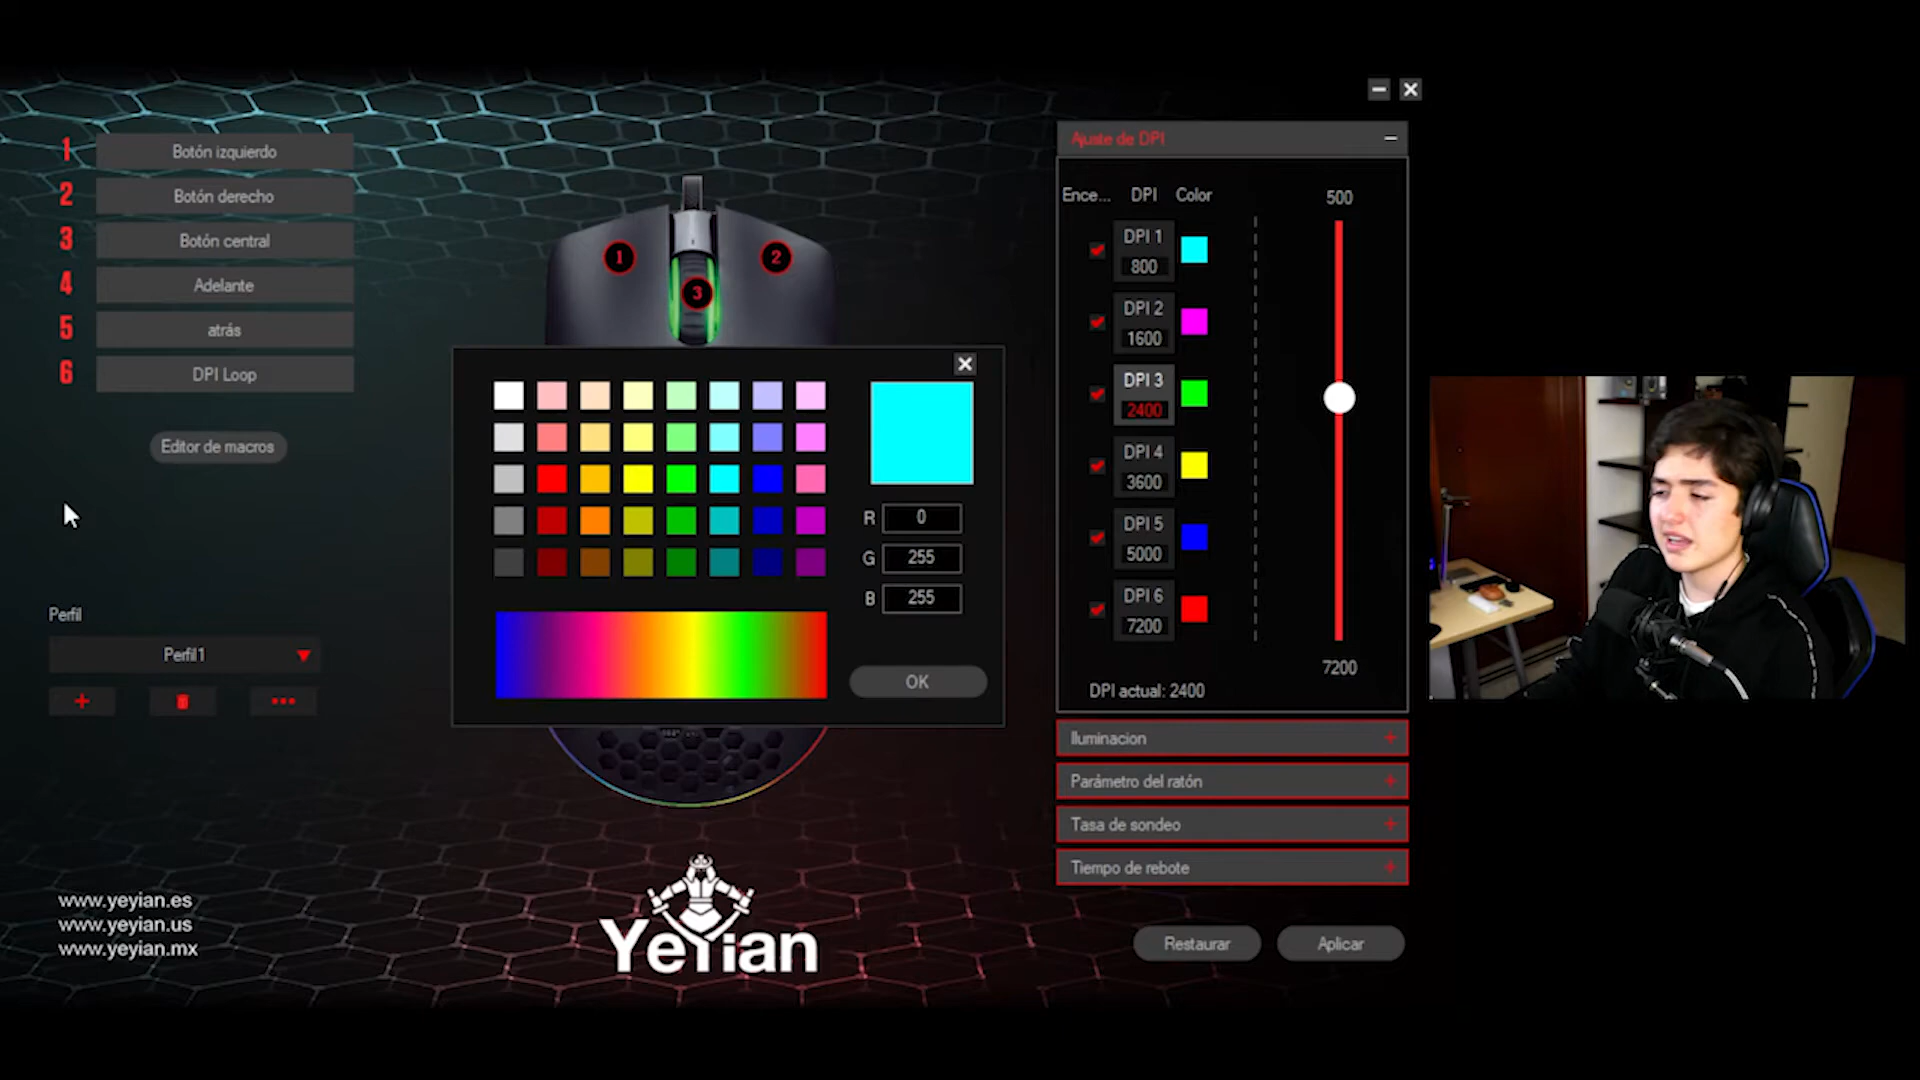 1 Botón izquierdo
2 Botón derecho
3 Botón central
4 Adelante
5 atrás
6 DPI Loop
Editor de macros
Perfil
Perfil1
www.yeyian.es
www.yeyian.us
www.yeyian.mx
1
2
3
R 0
G 255
B 255
OK
Yeyian
Ajuste de DPI
Ence... DPI Color
500
DPI 1
800
DPI 2
1600
DPI 3
2400
DPI 4
3600
DPI 5
5000
DPI 6
7200
7200
DPI actual: 2400
Iluminacion
Parámetro del ratón
Tasa de sondeo
Tiempo de rebote
Restaurar Aplicar